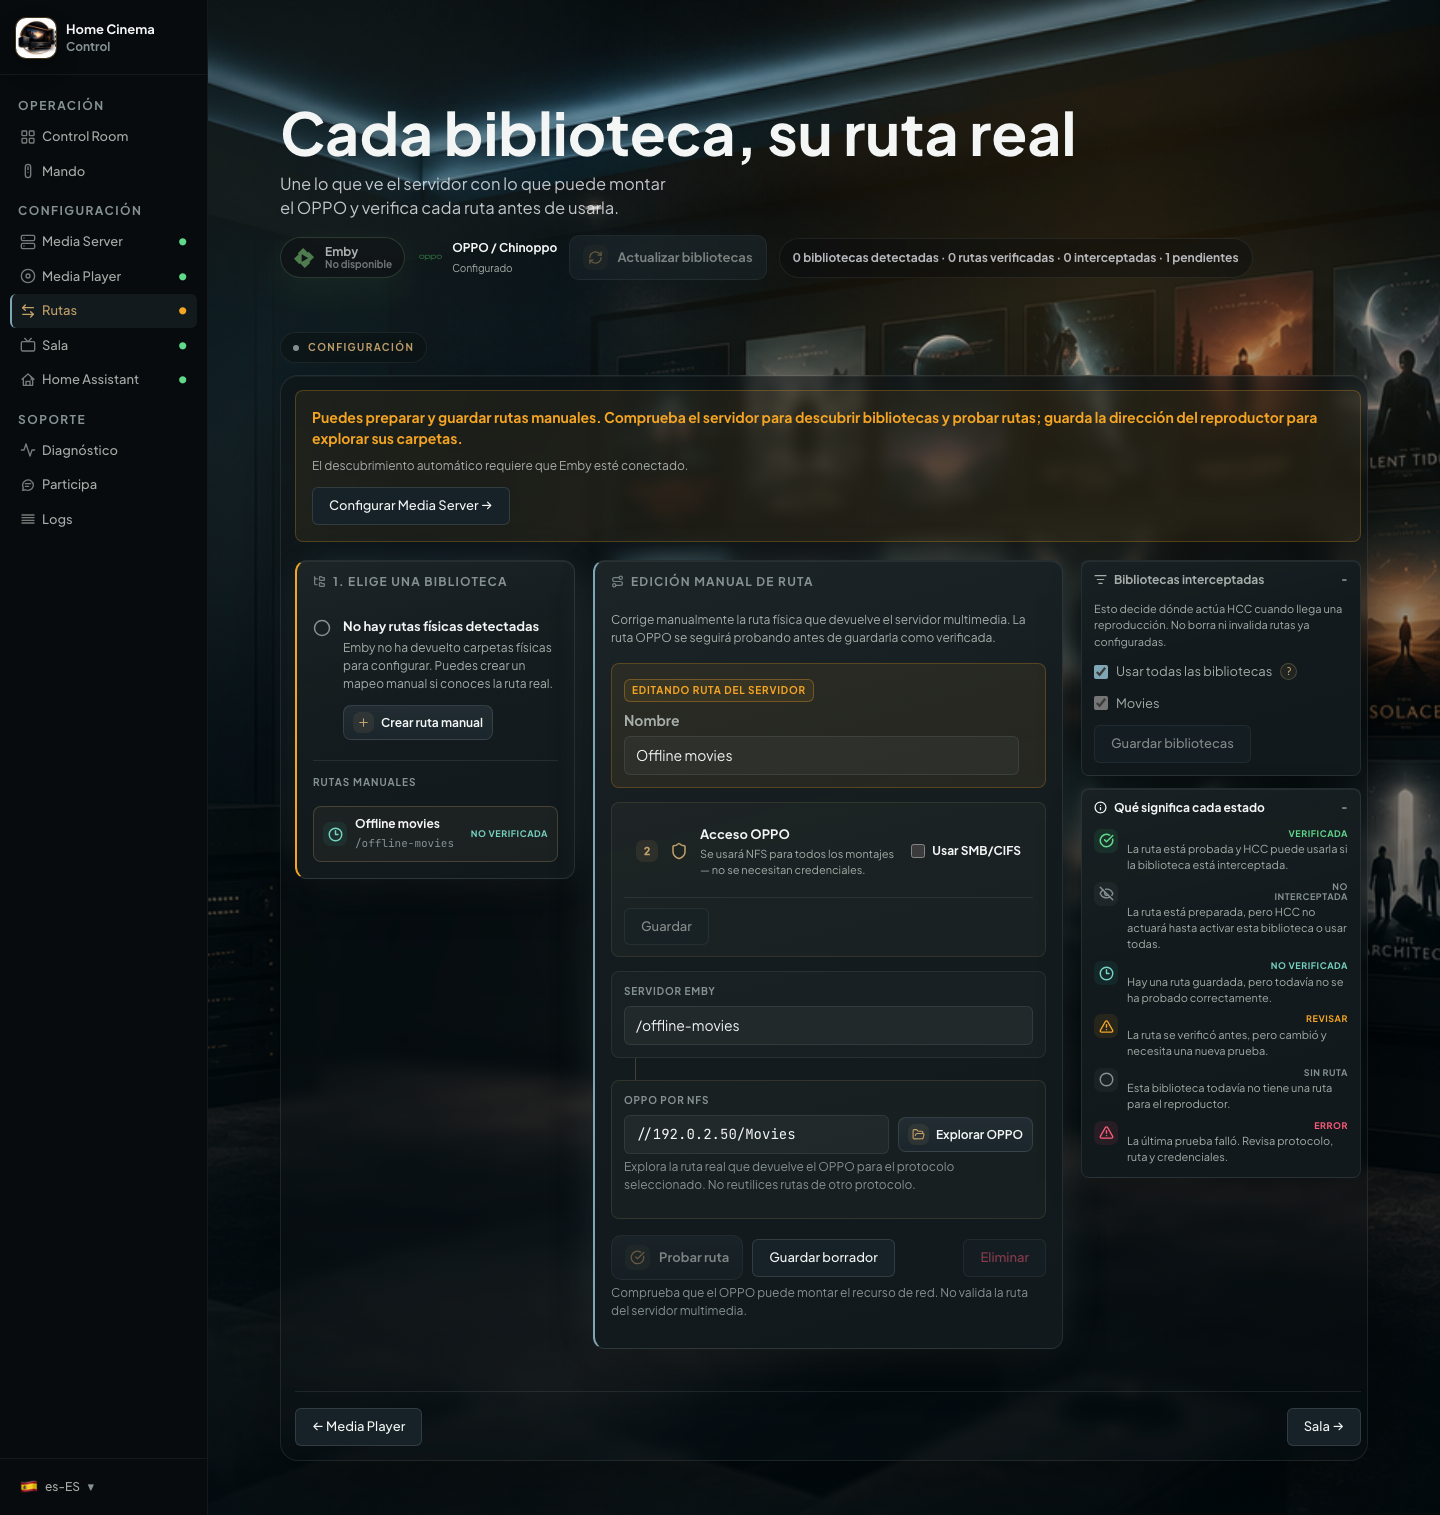 Home Cinema
Control
OPERACIÓN
Control Room
Mando
CONFIGURACIÓN
Media Server
Media Player
Rutas
Sala
Home Assistant
SOPORTE
Diagnóstico
Participa
Logs
es-ES ▾
Cada biblioteca, su ruta real
Une lo que ve el servidor con lo que puede montar
el OPPO y verifica cada ruta antes de usarla.
Emby
No disponible
oppo
OPPO / Chinoppo
Configurado
Actualizar bibliotecas
0 bibliotecas detectadas · 0 rutas verificadas · 0 interceptadas · 1 pendientes
CONFIGURACIÓN
Puedes preparar y guardar rutas manuales. Comprueba el servidor para descubrir bibliotecas y probar rutas; guarda la dirección del reproductor para
explorar sus carpetas.
El descubrimiento automático requiere que Emby esté conectado.
Configurar Media Server →
1. ELIGE UNA BIBLIOTECA
No hay rutas físicas detectadas
Emby no ha devuelto carpetas físicas
para configurar. Puedes crear un
mapeo manual si conoces la ruta real.
+ Crear ruta manual
RUTAS MANUALES
Offline movies
/offline-movies
NO VERIFICADA
EDICIÓN MANUAL DE RUTA
Corrige manualmente la ruta física que devuelve el servidor multimedia. La
ruta OPPO se seguirá probando antes de guardarla como verificada.
EDITANDO RUTA DEL SERVIDOR
Nombre
Offline movies
2
Acceso OPPO
Se usará NFS para todos los montajes
— no se necesitan credenciales.
Usar SMB/CIFS
Guardar
SERVIDOR EMBY
/offline-movies
OPPO POR NFS
//192.0.2.50/Movies
Explorar OPPO
Explora la ruta real que devuelve el OPPO para el protocolo
seleccionado. No reutilices rutas de otro protocolo.
Probar ruta
Guardar borrador
Eliminar
Comprueba que el OPPO puede montar el recurso de red. No valida la ruta
del servidor multimedia.
Bibliotecas interceptadas
-
Esto decide dónde actúa HCC cuando llega una
reproducción. No borra ni invalida rutas ya
configuradas.
Usar todas las bibliotecas ?
Movies
Guardar bibliotecas
Qué significa cada estado
-
VERIFICADA
La ruta está probada y HCC puede usarla si
la biblioteca está interceptada.
NO
INTERCEPTADA
La ruta está preparada, pero HCC no
actuará hasta activar esta biblioteca o usar
todas.
NO VERIFICADA
Hay una ruta guardada, pero todavía no se
ha probado correctamente.
REVISAR
La ruta se verificó antes, pero cambió y
necesita una nueva prueba.
SIN RUTA
Esta biblioteca todavía no tiene una ruta
para el reproductor.
ERROR
La última prueba falló. Revisa protocolo,
ruta y credenciales.
← Media Player
Sala →
SOLACE
THE